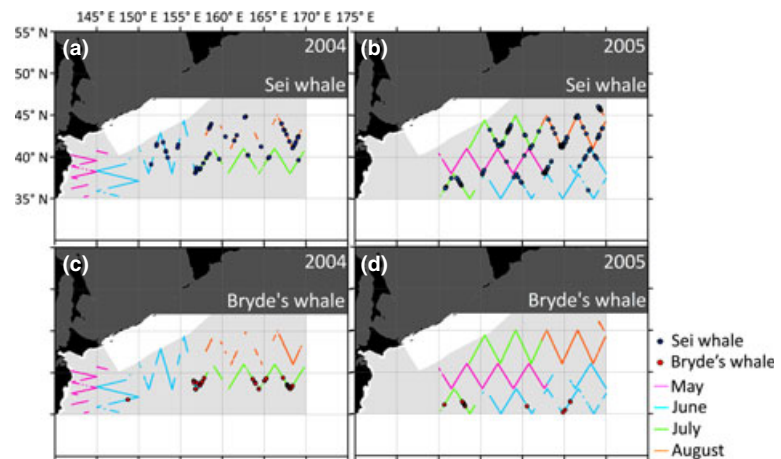 145° E 150° E 155° E 160° E 165° E 170° E 175° E
55° N
50° N
45° N
40° N
35° N
(a)
2004
Sei whale
(b)
2005
Sei whale
(c)
2004
Bryde's whale
(d)
2005
Bryde's whale
Sei whale
Bryde's whale
May
June
July
August